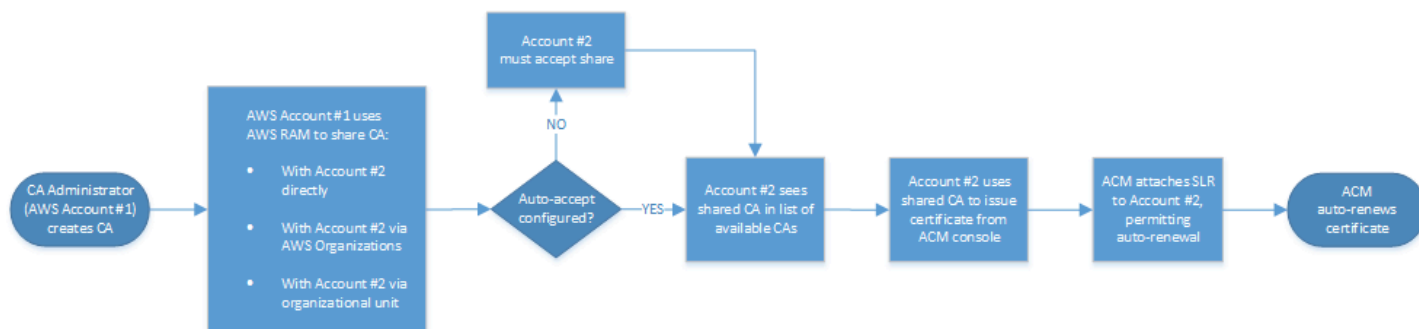 CA Administrator
(AWS Account #1)
creates CA
AWS Account #1 uses
AWS RAM to share CA:
• With Account #2
directly
• With Account #2 via
AWS Organizations
• With Account #2 via
organizational unit
Auto-accept
configured?
NO
Account #2
must accept share
YES
Account #2 sees
shared CA in list of
available CAs
Account #2 uses
shared CA to issue
certificate from
ACM console
ACM attaches SLR
to Account #2,
permitting
auto-renewal
ACM
auto-renews
certificate